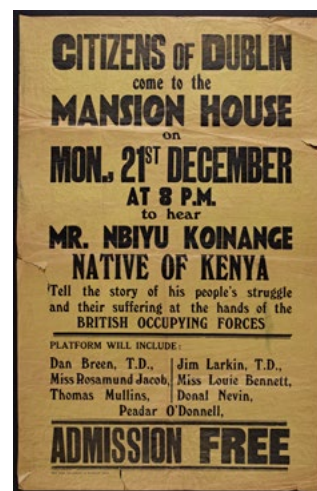 CITIZENS OF DUBLIN
come to the
MANSION HOUSE
on
MON., 21ST DECEMBER
AT 8 P.M.
to hear
MR. NBIYU KOINANGE
NATIVE OF KENYA
Tell the story of his people's struggle
and their suffering at the hands of the
BRITISH OCCUPYING FORCES
PLATFORM WILL INCLUDE:
Dan Breen, T.D.,
Miss Rosamund Jacob,
Thomas Mullins,
Jim Larkin, T.D.,
Miss Louie Bennett,
Donal Nevin,
Peadar O'Donnell,
ADMISSION FREE